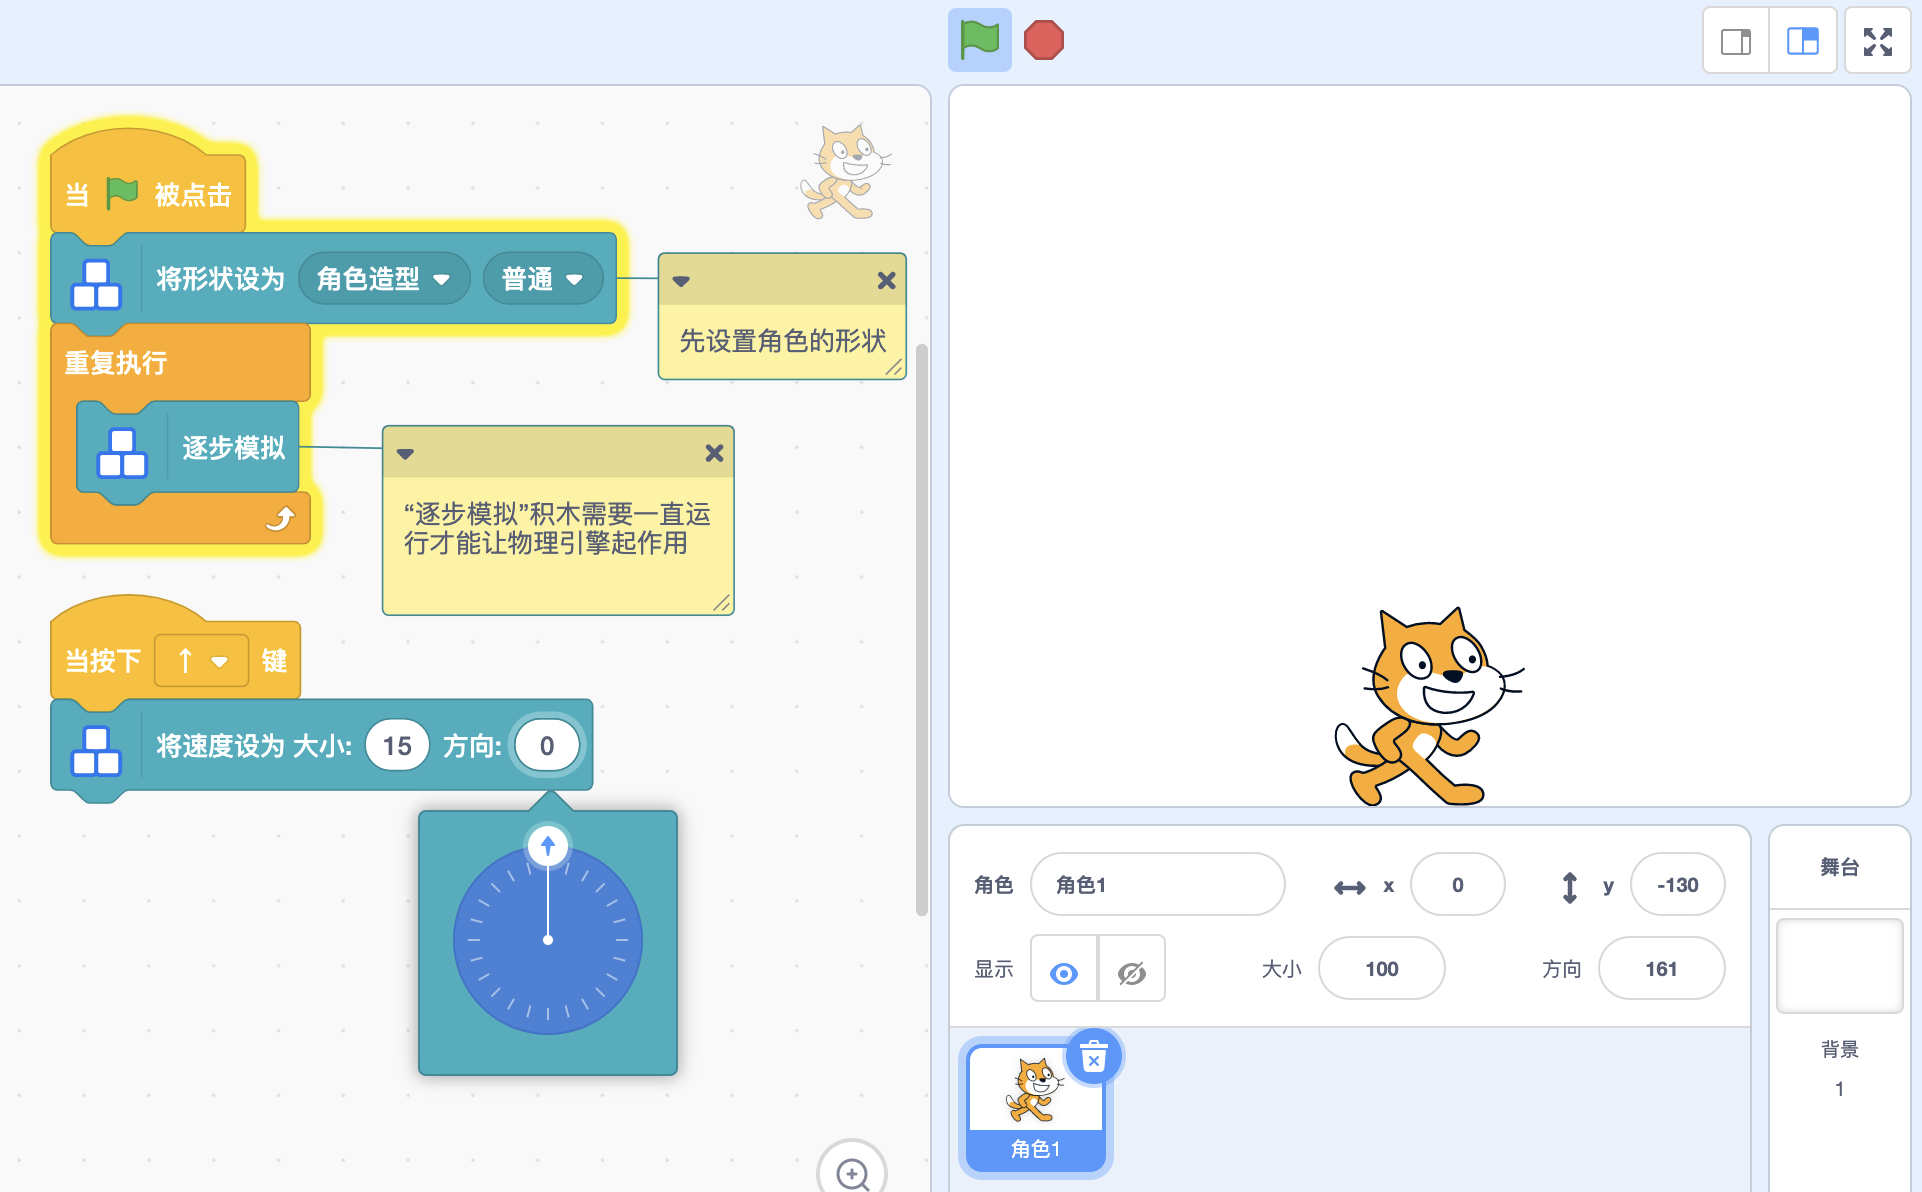 当 被点击
将形状设为 角色造型 普通
先设置角色的形状
重复执行
逐步模拟
“逐步模拟”积木需要一直运
行才能让物理引擎起作用
当按下 ↑ 键
将速度设为 大小: 15 方向: 0
角色 角色1 x 0 y -130
显示 大小 100 方向 161
角色1
舞台
背景
1